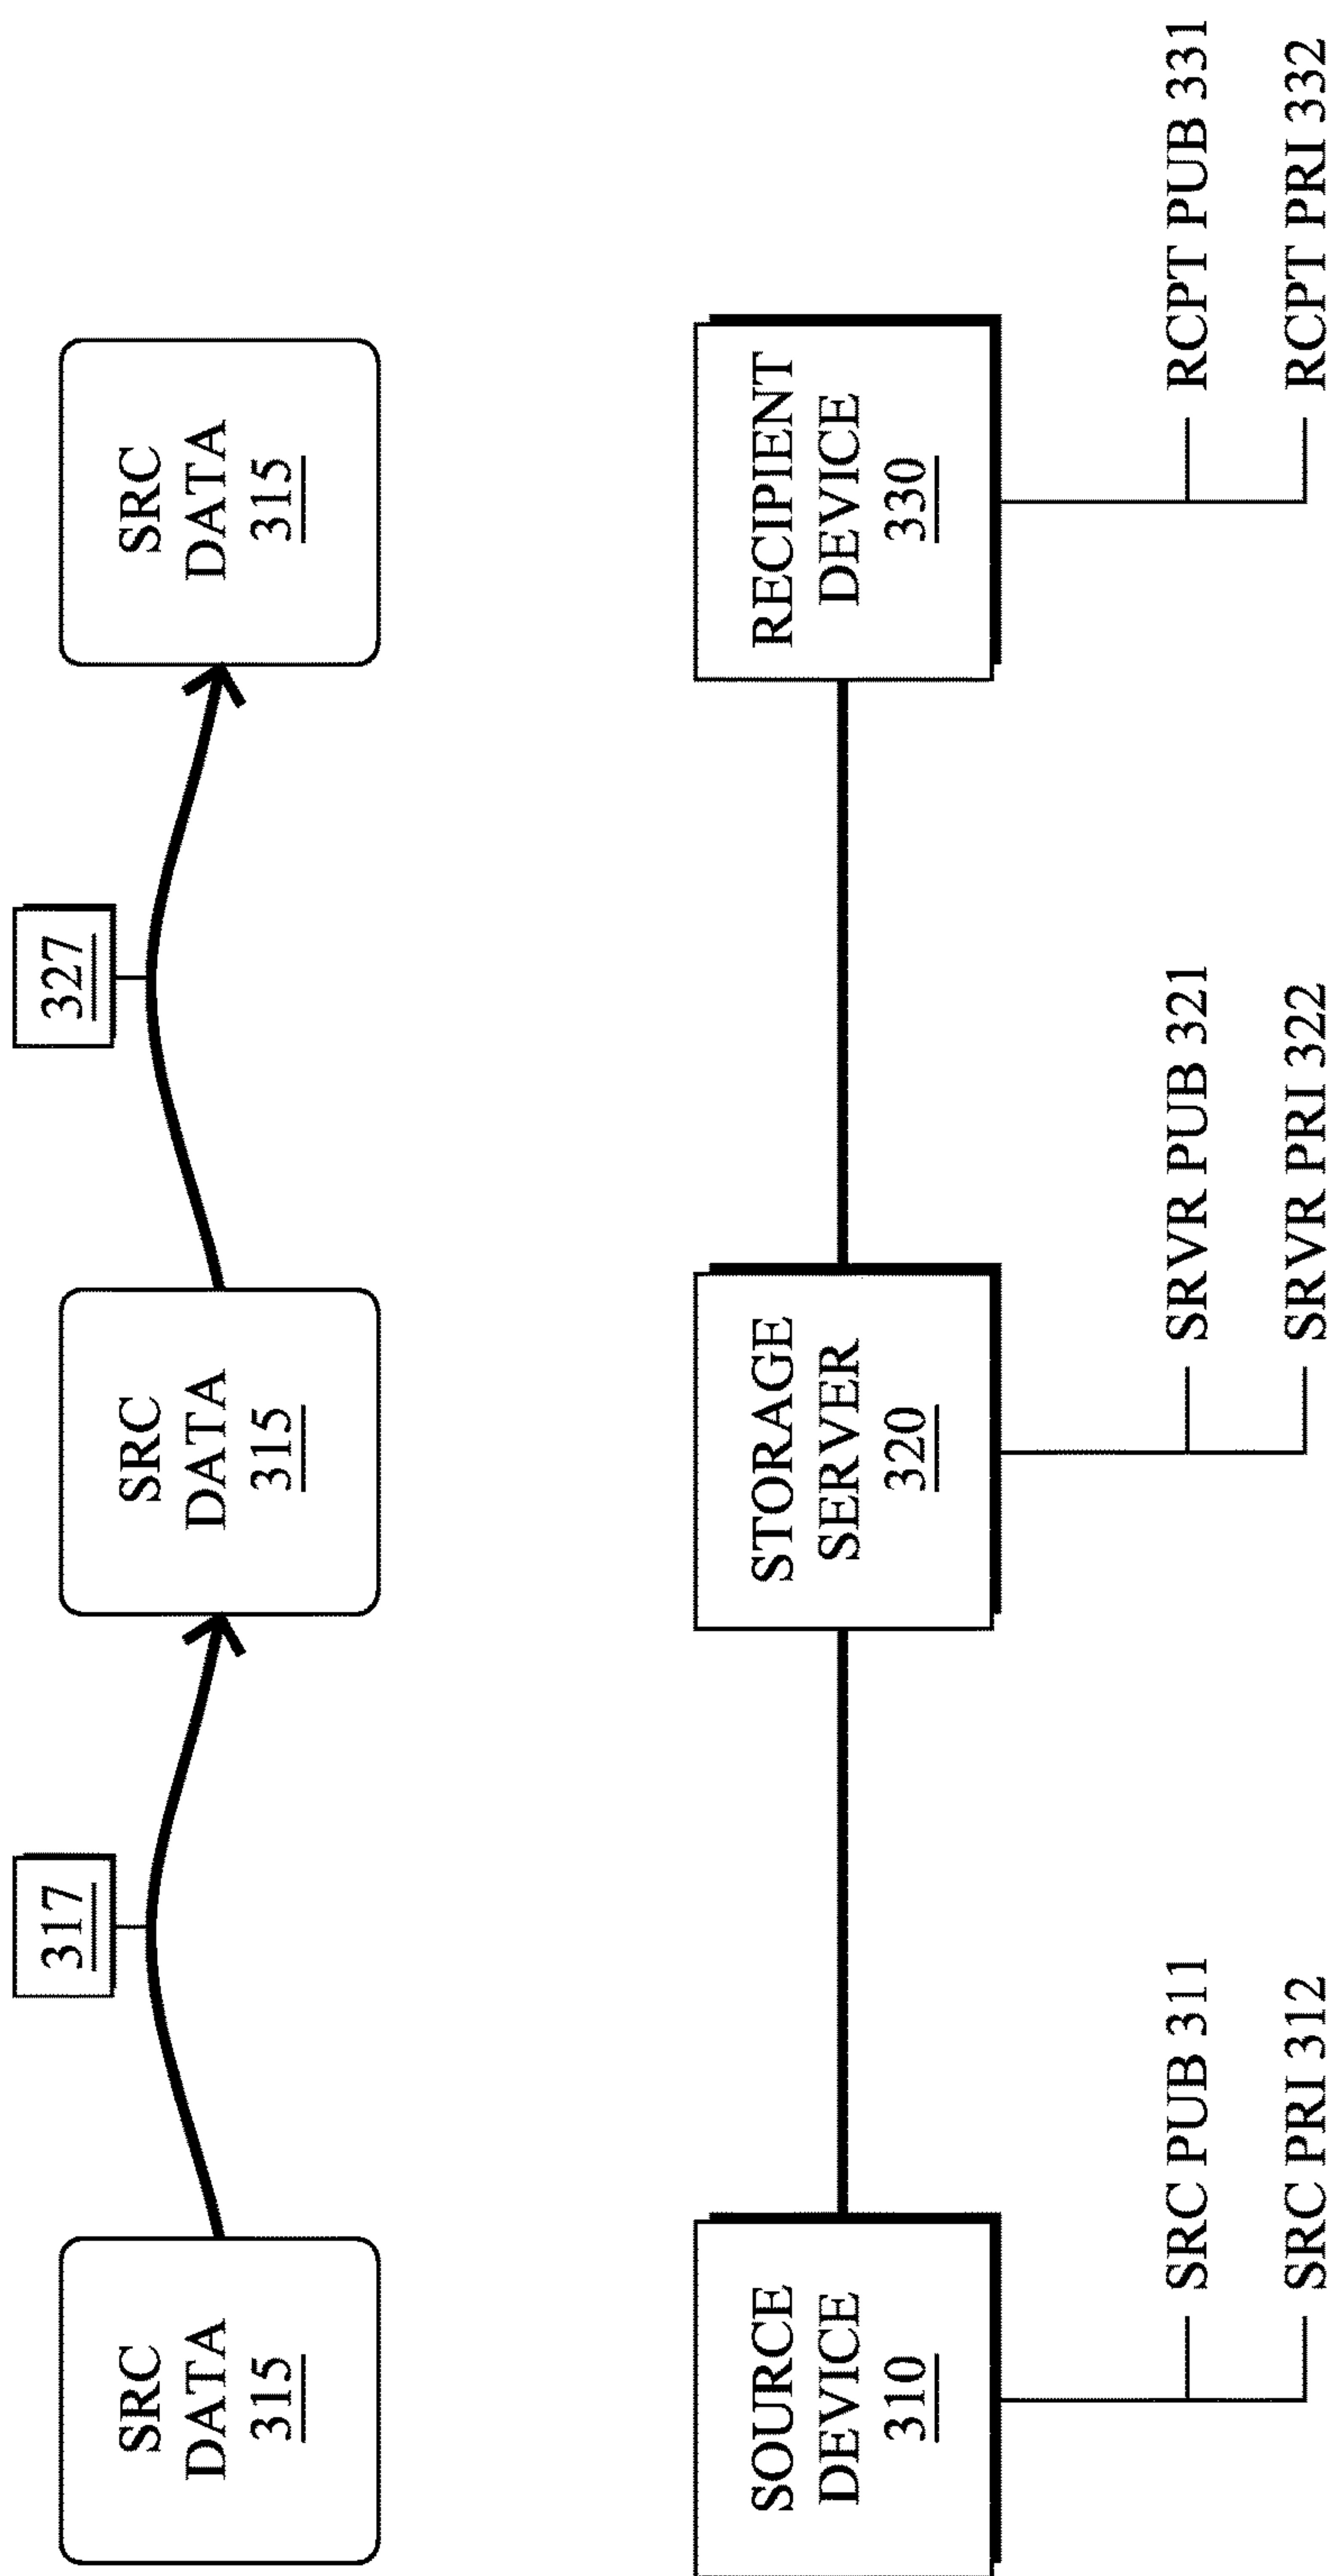 317
327
SRC
DATA
315
SRC
DATA
315
SRC
DATA
315
SOURCE
DEVICE
310
STORAGE
SERVER
320
RECIPIENT
DEVICE
330
SRC PUB 311
SRC PRI 312
SRVR PUB 321
SRVR PRI 322
RCPT PUB 331
RCPT PRI 332